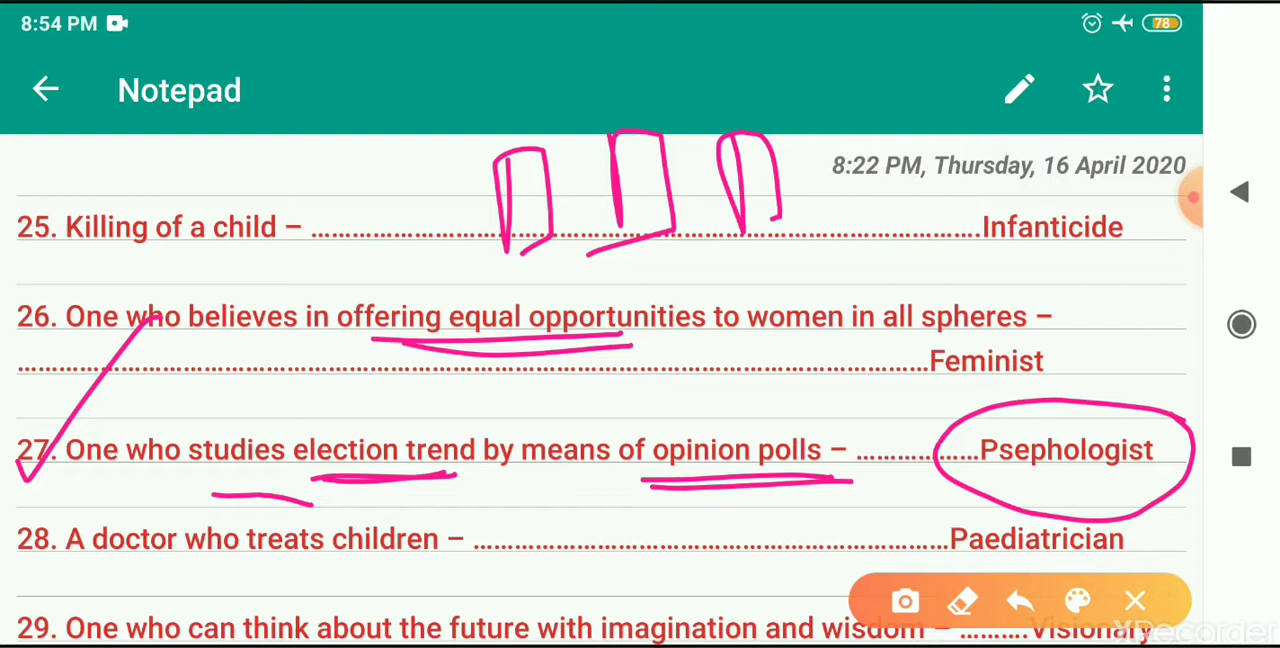 8:54 PM
78
Notepad
8:22 PM, Thursday, 16 April 2020
25. Killing of a child – ……………………………………………………………………………….Infanticide
26. One who believes in offering equal opportunities to women in all spheres –
……………………………………………………………………………………………………………Feminist
27. One who studies election trend by means of opinion polls – ………………Psephologist
28. A doctor who treats children – …………………………………………………………Paediatrician
29. One who can think about the future with imagination and wisdom – ……….Visionary
XRecorder